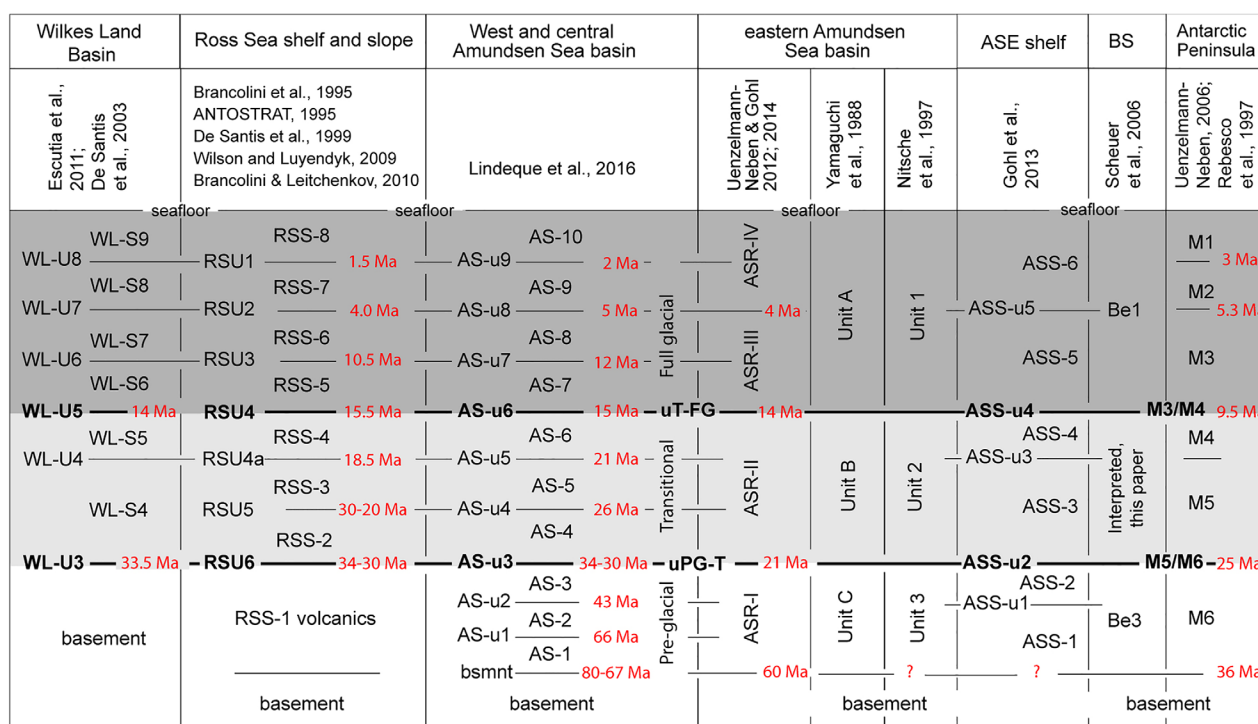 Wilkes Land
Basin
Ross Sea shelf and slope
West and central
Amundsen Sea basin
eastern Amundsen
Sea basin
ASE shelf
BS
Antarctic
Peninsula
Escutia et al.,
2011;
De Santis
et al., 2003
Brancolini et al., 1995
ANTOSTRAT, 1995
De Santis et al., 1999
Wilson and Luyendyk, 2009
Brancolini & Leitchenkov, 2010
Lindeque et al., 2016
Uenzelmann-
Neben & Gohl
2012; 2014
Yamaguchi
et al., 1988
Nitsche
et al., 1997
Gohl et al.,
2013
Scheuer
et al., 2006
Uenzelmann-
Neben, 2006;
Rebesco
et al., 1997
seafloor
seafloor
seafloor
seafloor
WL-S9
WL-U8
WL-S8
WL-U7
WL-S7
WL-U6
WL-S6
WL-U5
14 Ma
WL-S5
WL-U4
WL-S4
WL-U3
33.5 Ma
basement
RSS-8
RSU1
1.5 Ma
RSS-7
RSU2
4.0 Ma
RSS-6
RSU3
10.5 Ma
RSS-5
RSU4
15.5 Ma
RSS-4
RSU4a
18.5 Ma
RSS-3
RSU5
30-20 Ma
RSS-2
RSU6
34-30 Ma
RSS-1 volcanics
basement
AS-10
AS-u9
2 Ma
AS-9
AS-u8
5 Ma
AS-8
AS-u7
12 Ma
AS-7
AS-u6
15 Ma
AS-6
AS-u5
21 Ma
AS-5
AS-u4
26 Ma
AS-4
AS-u3
34-30 Ma
AS-3
AS-u2
43 Ma
AS-2
AS-u1
66 Ma
AS-1
bsmnt
80-67 Ma
basement
Full glacial
uT-FG
Transitional
uPG-T
Pre-glacial
ASR-IV
4 Ma
ASR-III
14 Ma
ASR-II
21 Ma
ASR-I
60 Ma
Unit A
Unit B
Unit C
Unit 1
Unit 2
Unit 3
?
basement
ASS-6
ASS-u5
ASS-5
ASS-u4
ASS-4
ASS-u3
ASS-3
ASS-u2
ASS-2
ASS-u1
ASS-1
?
Be1
Interpreted,
this paper
Be3
basement
M1
3 Ma
M2
5.3 M
M3
M3/M4
9.5 M
M4
M5
M5/M6
25 Ma
M6
36 Ma